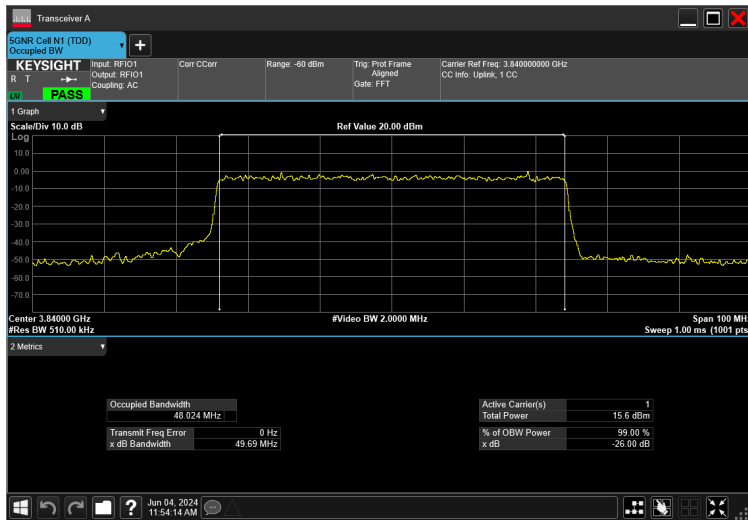 Transceiver A
5GNR Cell N1 (TDD)
Occupied BW
KEYSIGHT
R T
LXI
PASS
Input: RFIO1
Output: RFIO1
Coupling: AC
Corr CCorr
Range: -60 dBm
Trig: Prot Frame
Aligned
Gate: FFT
Carrier Ref Freq: 3.840000000 GHz
CC Info: Uplink, 1 CC
1 Graph
Scale/Div 10.0 dB
Ref Value 20.00 dBm
Log
10.0
0.00
-10.0
-20.0
-30.0
-40.0
-50.0
-60.0
-70.0
Center 3.84000 GHz
#Video BW 2.0000 MHz
Span 100 MH
#Res BW 510.00 kHz
Sweep 1.00 ms (1001 pts
2 Metrics
Occupied Bandwidth
48.024 MHz
Transmit Freq Error 0 Hz
x dB Bandwidth 49.69 MHz
Active Carrier(s) 1
Total Power 15.6 dBm
% of OBW Power 99.00 %
x dB -26.00 dB
?
Jun 04, 2024
11:54:14 AM